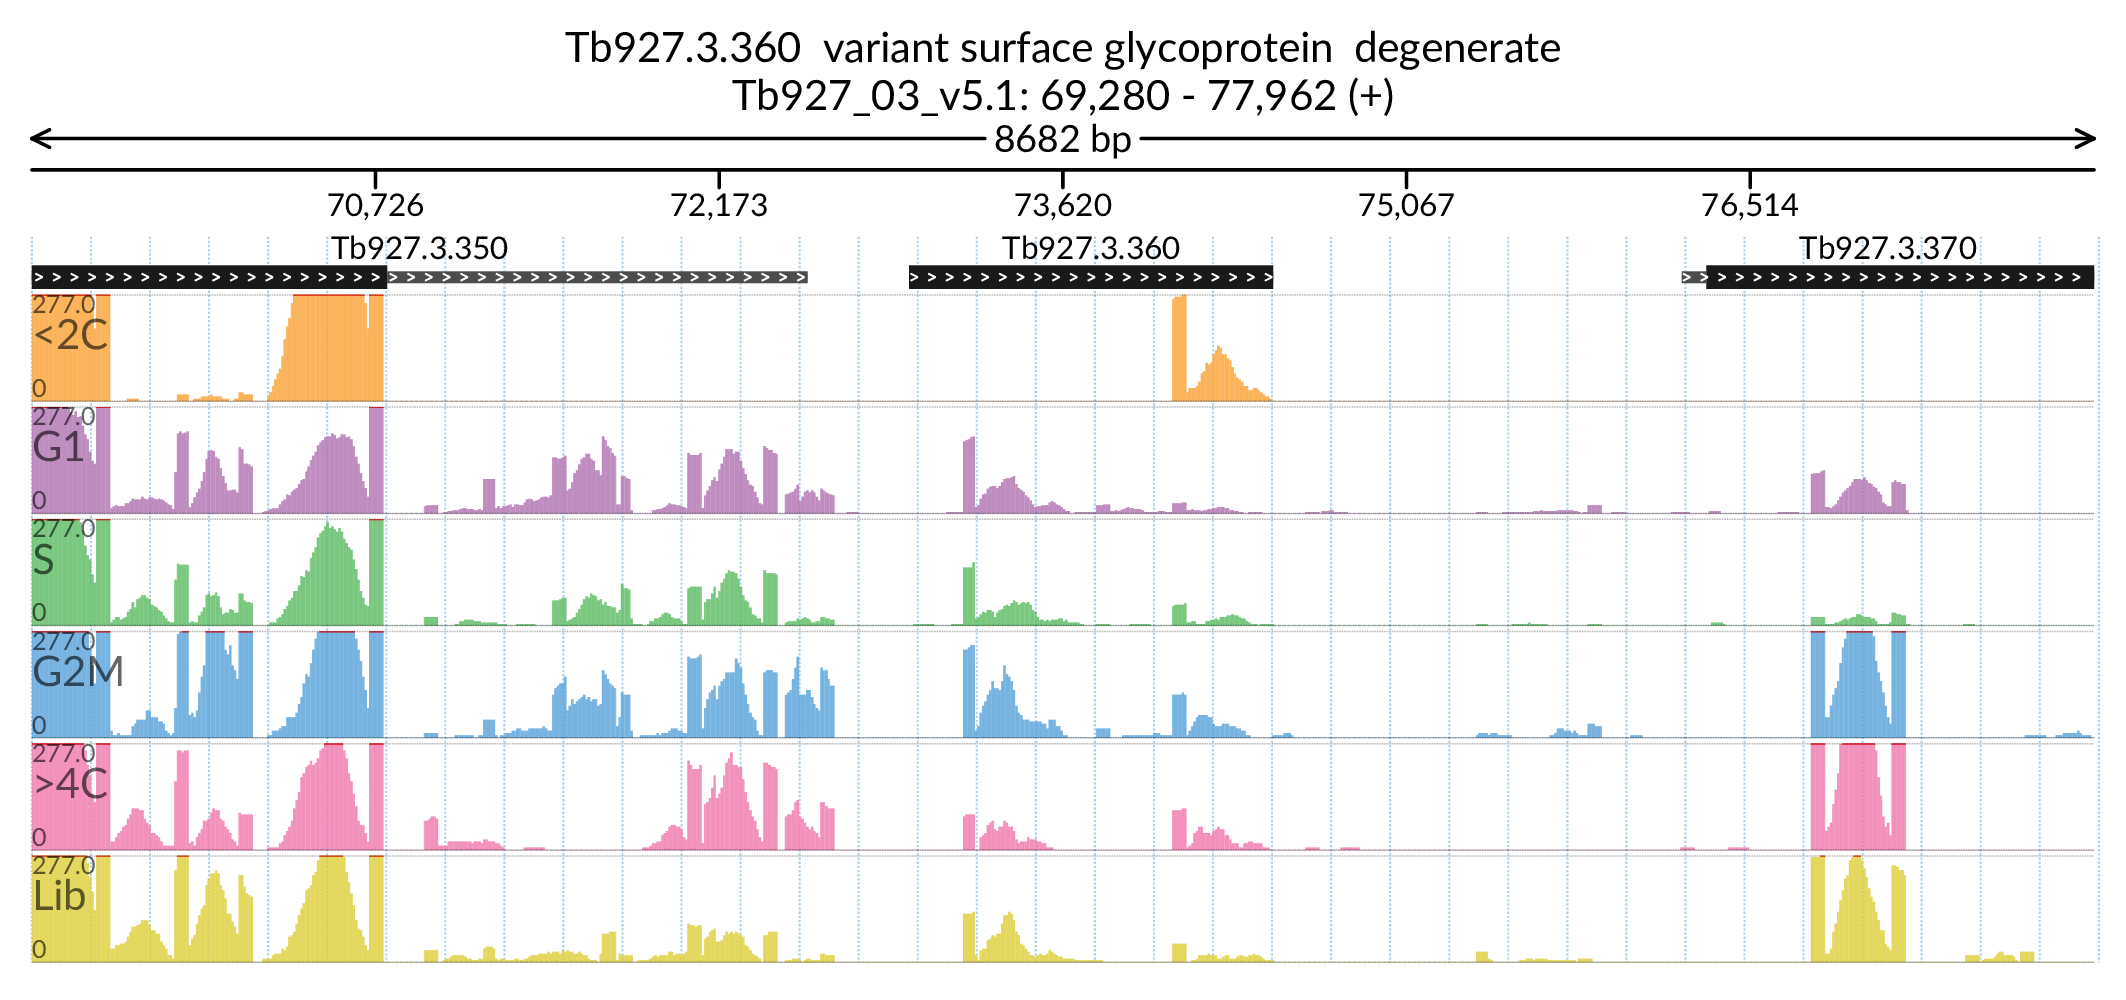 Tb927.3.360  variant surface glycoprotein  degenerate
Tb927_03_v5.1: 69,280 - 77,962 (+)
8682 bp
70,726 72,173 73,620 75,067 76,514
Tb927.3.350 Tb927.3.360 Tb927.3.370
277.0
<2C
0
277.0
G1
0
277.0
S
0
277.0
G2M
0
277.0
>4C
0
277.0
Lib
0